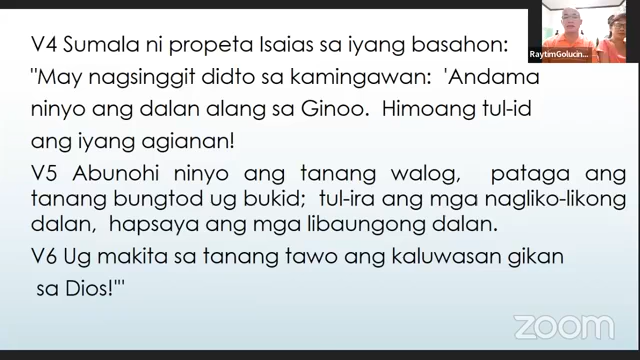 RaytimGolucin...
V4 Sumala ni propeta Isaias sa iyang basahon:
"May nagsinggit didto sa kamingawan: 'Andama
ninyo ang dalan alang sa Ginoo. Himoang tul-id
ang iyang agianan!
V5 Abunohi ninyo ang tanang walog, pataga ang
tanang bungtod ug bukid; tul-ira ang mga nagliko-likong
dalan, hapsaya ang mga libaungong dalan.
V6 Ug makita sa tanang tawo ang kaluwasan gikan
sa Dios!'"
zoom